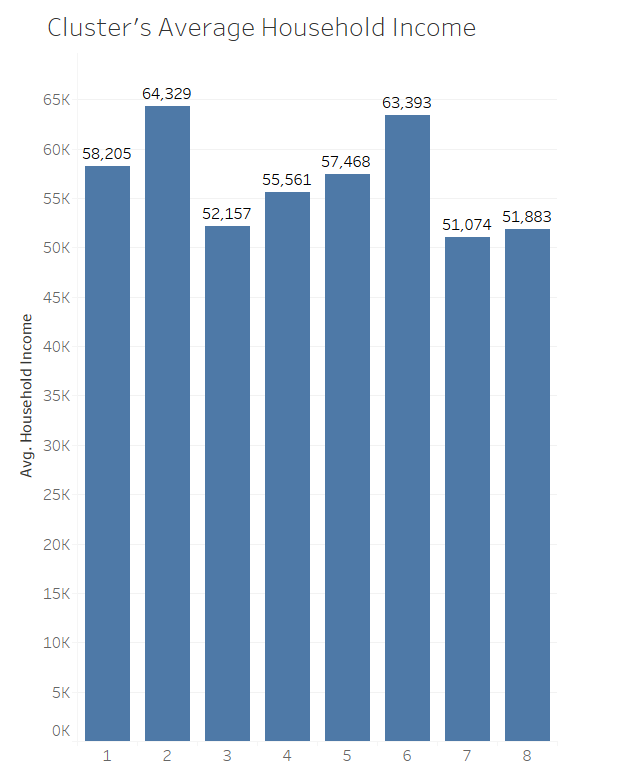 Cluster's Average Household Income
Avg. Household Income
65K
60K
55K
50K
45K
40K
35K
30K
25K
20K
15K
10K
5K
0K
58,205
64,329
52,157
55,561
57,468
63,393
51,074
51,883
1 2 3 4 5 6 7 8